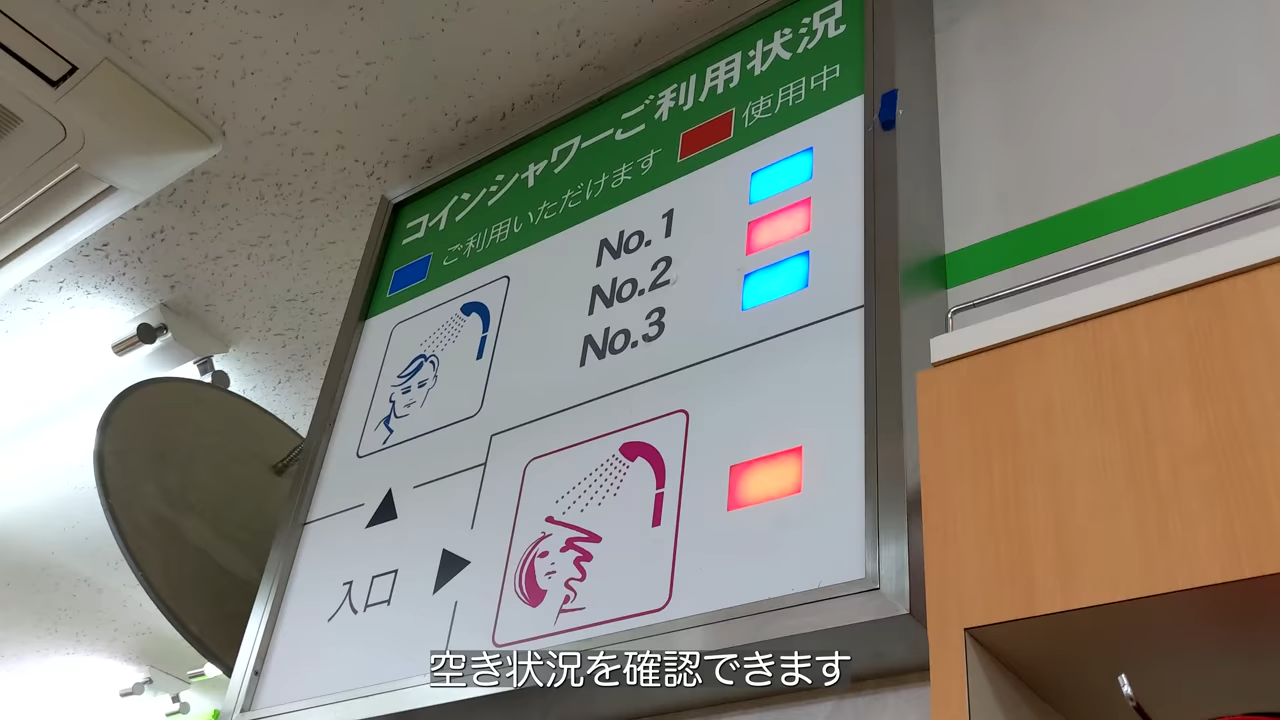 コインシャワーご利用状況
ご利用いただけます 使用中
No.1
No.2
No.3
入口
空き状況を確認できます